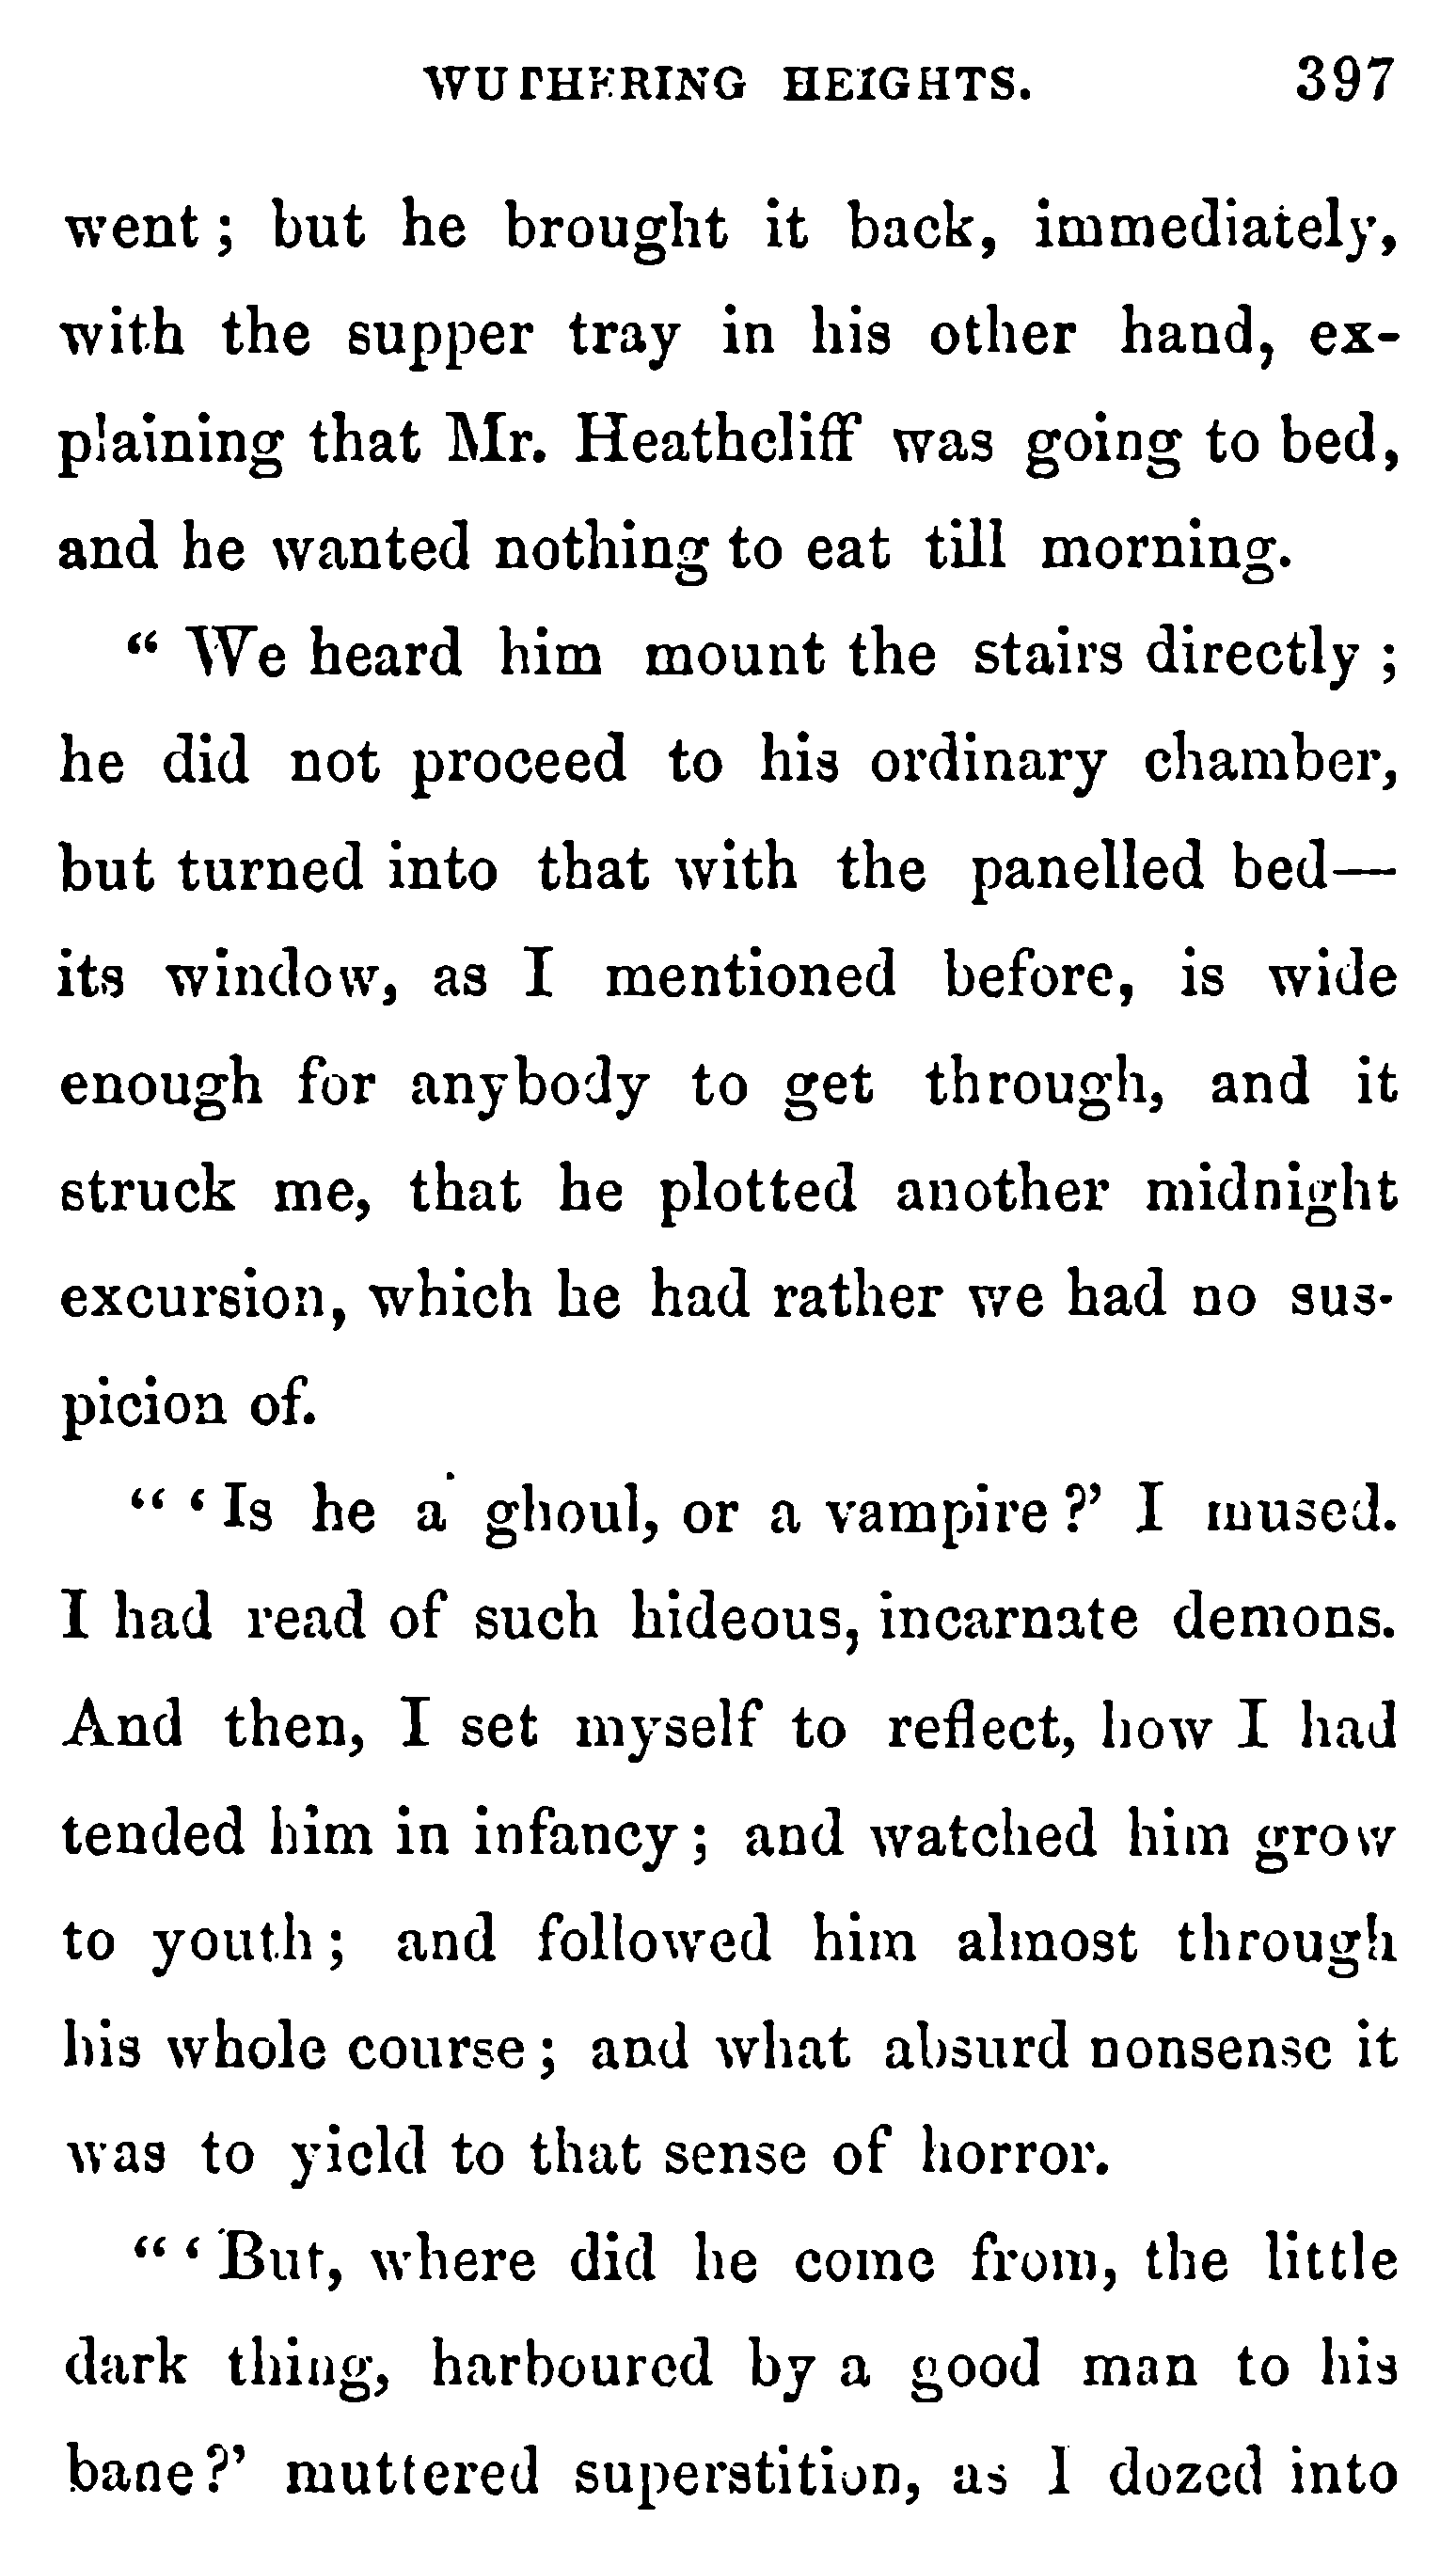 WUTHERING HEIGHTS. 397
went; but he brought it back, immediately,
with the supper tray in his other hand, ex-
plaining that Mr. Heathcliff was going to bed,
and he wanted nothing to eat till morning.
“ We heard him mount the stairs directly;
he did not proceed to his ordinary chamber,
but turned into that with the panelled bed—
its window, as I mentioned before, is wide
enough for anybody to get through, and it
struck me, that he plotted another midnight
excursion, which he had rather we had no sus-
picion of.
“ ‘ Is he a ghoul, or a vampire?’ I mused.
I had read of such hideous, incarnate demons.
And then, I set myself to reflect, how I had
tended him in infancy; and watched him grow
to youth; and followed him almost through
his whole course; and what absurd nonsense it
was to yield to that sense of horror.
“ ‘ But, where did he come from, the little
dark thing, harboured by a good man to his
bane?’ muttered superstition, as I dozed into